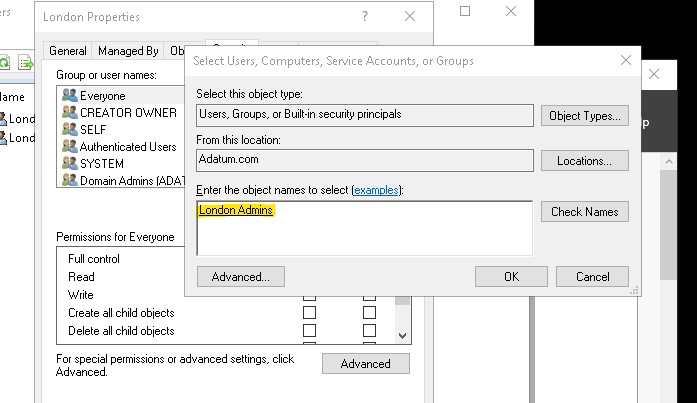 ers
London Properties
General
Managed By
Group or user names:
Everyone
CREATOR OWNER
SELF
Authenticated Users
SYSTEM
Domain Admins (ADAT
Permissions for Everyone
Full control
Read
Write
Create all child objects
Delete all child objects
For special permissions or advanced settings, click
Advanced.
Advanced
Select Users, Computers, Service Accounts, or Groups
Select this object type:
Users, Groups, or Built-in security principals
Object Types...
From this location:
Adatum.com
Locations...
Enter the object names to select (examples):
London Admins
Check Names
Advanced...
OK
Cancel
ame
Lond
Lond
lp